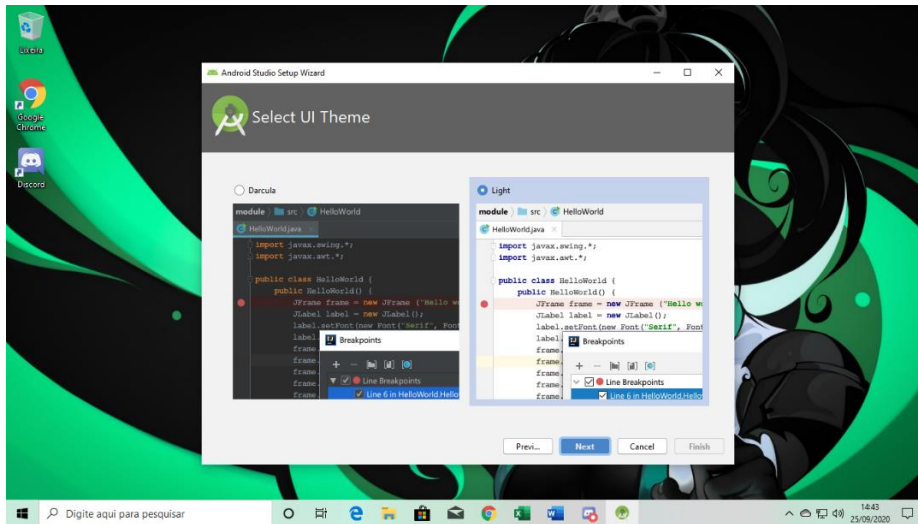 Lixeira
Google
Chrome
Discord
Android Studio Setup Wizard
Select UI Theme
Darcula
module src HelloWorld
HelloWorld.java
import javax.swing.*;
import javax.awt.*;
public class HelloWorld {
public HelloWorld() {
JFrame frame = new JFrame ("Hello wo
JLabel label = new JLabel();
label.setFont(new Font("Serif", Font
label.
Breakpoints
frame.
frame.
frame.
frame.
Line Breakpoints
frame.
Line 6 in HelloWorld.Hello
Light
module src HelloWorld
HelloWorld.java
import javax.swing.*;
import javax.awt.*;
public class HelloWorld {
public HelloWorld() {
JFrame frame = new JFrame ("Hello wo
JLabel label = new JLabel();
label.setFont(new Font("Serif", Font
label.
Breakpoints
frame.
frame.
frame.
frame.
Line Breakpoints
frame.
Line 6 in HelloWorld.Hello
Previ... Next Cancel Finish
Digite aqui para pesquisar
14:43
25/09/2020